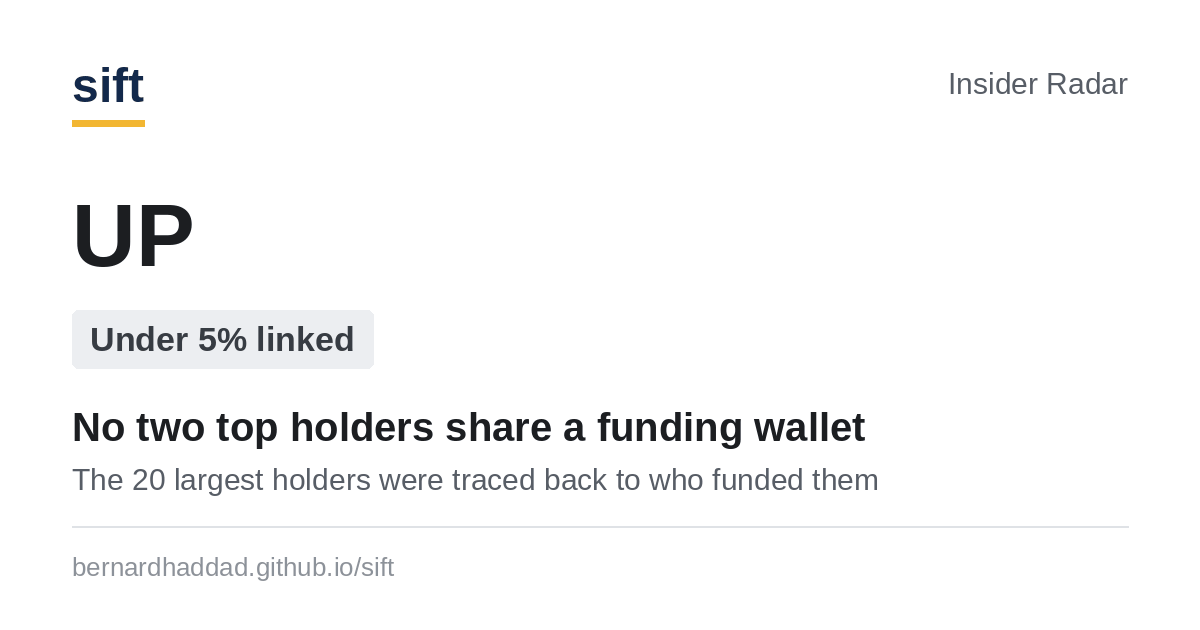 sift
Insider Radar
UP
Under 5% linked
No two top holders share a funding wallet
The 20 largest holders were traced back to who funded them
bernardhaddad.github.io/sift